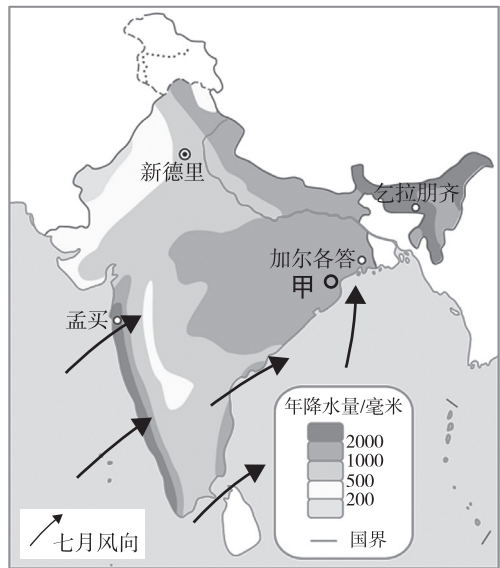 新德里
乞拉朋齐
加尔各答
甲
孟买
年降水量/毫米
2000
1000
500
200
国界
七月风向